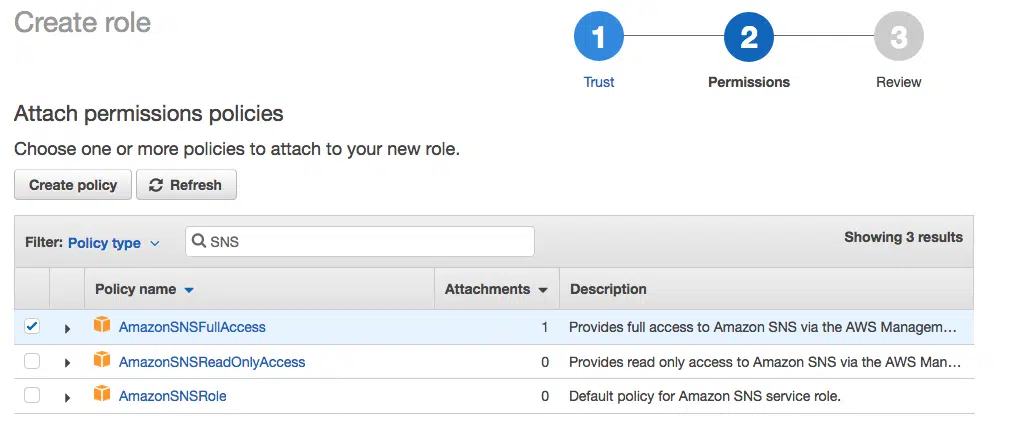 Create role
1 2 3
Trust Permissions Review
Attach permissions policies
Choose one or more policies to attach to your new role.
Create policy Refresh
Filter: Policy type SNS Showing 3 results
Policy name Attachments Description
AmazonSNSFullAccess 1 Provides full access to Amazon SNS via the AWS Managem...
AmazonSNSReadOnlyAccess 0 Provides read only access to Amazon SNS via the AWS Man...
AmazonSNSRole 0 Default policy for Amazon SNS service role.